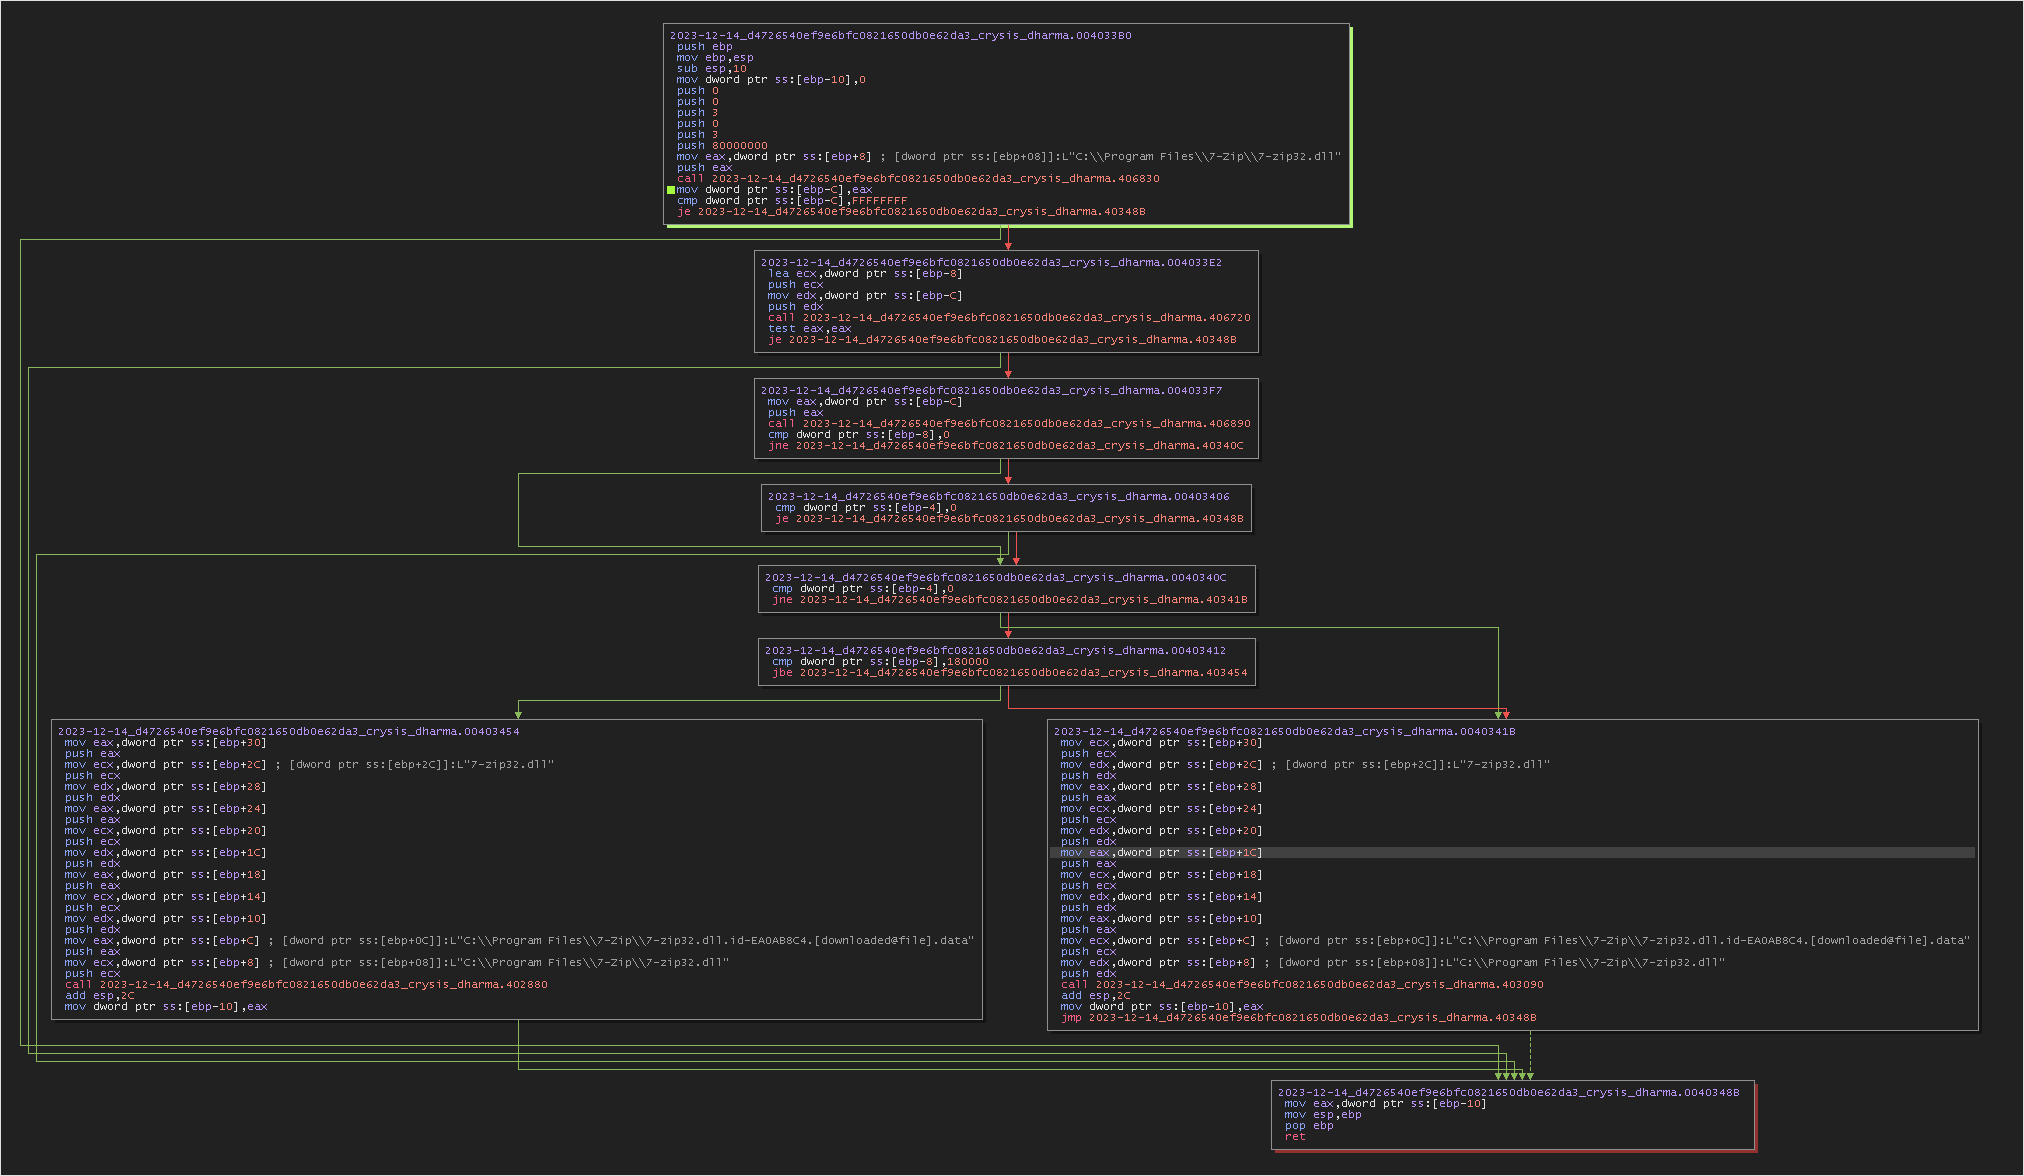 2023-12-14_d4726540ef9e6bfc0821650db0e62da3_crysis_dharma.004033B0
push ebp
mov ebp,esp
sub esp,10
mov dword ptr ss:[ebp-10],0
push 0
push 0
push 3
push 0
push 3
push 80000000
mov eax,dword ptr ss:[ebp+8] ; [dword ptr ss:[ebp+08]]:L"C:\\Program Files\\7-Zip\\7-zip32.dll"
push eax
call 2023-12-14_d4726540ef9e6bfc0821650db0e62da3_crysis_dharma.406830
mov dword ptr ss:[ebp-C],eax
cmp dword ptr ss:[ebp-C],FFFFFFFF
je 2023-12-14_d4726540ef9e6bfc0821650db0e62da3_crysis_dharma.40348B
2023-12-14_d4726540ef9e6bfc0821650db0e62da3_crysis_dharma.004033E2
lea ecx,dword ptr ss:[ebp-8]
push ecx
mov edx,dword ptr ss:[ebp-C]
push edx
call 2023-12-14_d4726540ef9e6bfc0821650db0e62da3_crysis_dharma.406720
test eax,eax
je 2023-12-14_d4726540ef9e6bfc0821650db0e62da3_crysis_dharma.40348B
2023-12-14_d4726540ef9e6bfc0821650db0e62da3_crysis_dharma.004033F7
mov eax,dword ptr ss:[ebp-C]
push eax
call 2023-12-14_d4726540ef9e6bfc0821650db0e62da3_crysis_dharma.406890
cmp dword ptr ss:[ebp-8],0
jne 2023-12-14_d4726540ef9e6bfc0821650db0e62da3_crysis_dharma.40340C
2023-12-14_d4726540ef9e6bfc0821650db0e62da3_crysis_dharma.00403406
cmp dword ptr ss:[ebp-4],0
je 2023-12-14_d4726540ef9e6bfc0821650db0e62da3_crysis_dharma.40348B
2023-12-14_d4726540ef9e6bfc0821650db0e62da3_crysis_dharma.0040340C
cmp dword ptr ss:[ebp-4],0
jne 2023-12-14_d4726540ef9e6bfc0821650db0e62da3_crysis_dharma.40341B
2023-12-14_d4726540ef9e6bfc0821650db0e62da3_crysis_dharma.00403412
cmp dword ptr ss:[ebp-8],180000
jbe 2023-12-14_d4726540ef9e6bfc0821650db0e62da3_crysis_dharma.403454
2023-12-14_d4726540ef9e6bfc0821650db0e62da3_crysis_dharma.00403454
mov eax,dword ptr ss:[ebp+30]
push eax
mov ecx,dword ptr ss:[ebp+2C] ; [dword ptr ss:[ebp+2C]]:L"7-zip32.dll"
push ecx
mov edx,dword ptr ss:[ebp+28]
push edx
mov eax,dword ptr ss:[ebp+24]
push eax
mov ecx,dword ptr ss:[ebp+20]
push ecx
mov edx,dword ptr ss:[ebp+1C]
push edx
mov eax,dword ptr ss:[ebp+18]
push eax
mov ecx,dword ptr ss:[ebp+14]
push ecx
mov edx,dword ptr ss:[ebp+10]
push edx
mov eax,dword ptr ss:[ebp+C] ; [dword ptr ss:[ebp+0C]]:L"C:\\Program Files\\7-Zip\\7-zip32.dll.id-EA0AB8C4.[downloaded@file].data"
push eax
mov ecx,dword ptr ss:[ebp+8] ; [dword ptr ss:[ebp+08]]:L"C:\\Program Files\\7-Zip\\7-zip32.dll"
push ecx
call 2023-12-14_d4726540ef9e6bfc0821650db0e62da3_crysis_dharma.402880
add esp,2C
mov dword ptr ss:[ebp-10],eax
2023-12-14_d4726540ef9e6bfc0821650db0e62da3_crysis_dharma.0040341B
mov ecx,dword ptr ss:[ebp+30]
push ecx
mov edx,dword ptr ss:[ebp+2C] ; [dword ptr ss:[ebp+2C]]:L"7-zip32.dll"
push edx
mov eax,dword ptr ss:[ebp+28]
push eax
mov ecx,dword ptr ss:[ebp+24]
push ecx
mov edx,dword ptr ss:[ebp+20]
push edx
mov eax,dword ptr ss:[ebp+1C]
push eax
mov ecx,dword ptr ss:[ebp+18]
push ecx
mov edx,dword ptr ss:[ebp+14]
push edx
mov eax,dword ptr ss:[ebp+10]
push eax
mov ecx,dword ptr ss:[ebp+C] ; [dword ptr ss:[ebp+0C]]:L"C:\\Program Files\\7-Zip\\7-zip32.dll.id-EA0AB8C4.[downloaded@file].data"
push ecx
mov edx,dword ptr ss:[ebp+8] ; [dword ptr ss:[ebp+08]]:L"C:\\Program Files\\7-Zip\\7-zip32.dll"
push edx
call 2023-12-14_d4726540ef9e6bfc0821650db0e62da3_crysis_dharma.403090
add esp,2C
mov dword ptr ss:[ebp-10],eax
jmp 2023-12-14_d4726540ef9e6bfc0821650db0e62da3_crysis_dharma.40348B
2023-12-14_d4726540ef9e6bfc0821650db0e62da3_crysis_dharma.0040348B
mov eax,dword ptr ss:[ebp-10]
mov esp,ebp
pop ebp
ret